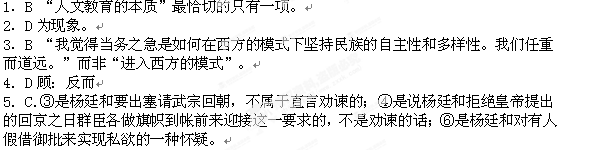 1. B “人文教育的本质”最恰切的只有一项。
2. D为现象。
3. B “我觉得当务之急是如何在西方的模式下坚持民族的自主性和多样性。我们任重
而道远。”而非“进入西方的模式”。
4. D顾：反而
5. C.③是杨廷和要出塞请武宗回朝，不属于直言劝谏的；④是说杨廷和拒绝皇帝提出
的回京之日群臣各做旗帜到帐前来迎接这一要求的，不是劝谏的话；⑥是杨廷和对有人
假借御批来实现私欲的一种怀疑。